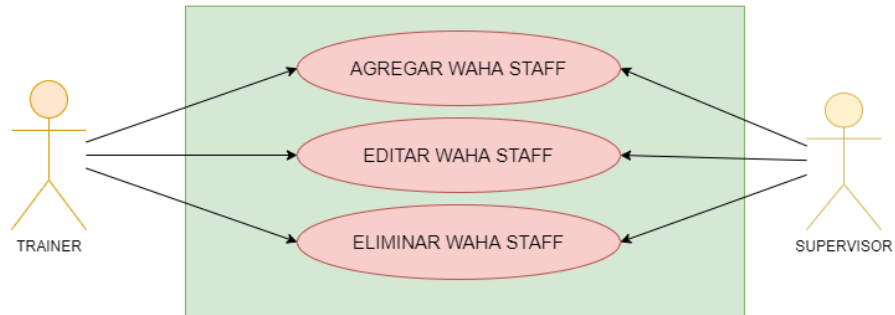 AGREGAR WAHA STAFF
EDITAR WAHA STAFF
ELIMINAR WAHA STAFF
TRAINER
SUPERVISOR